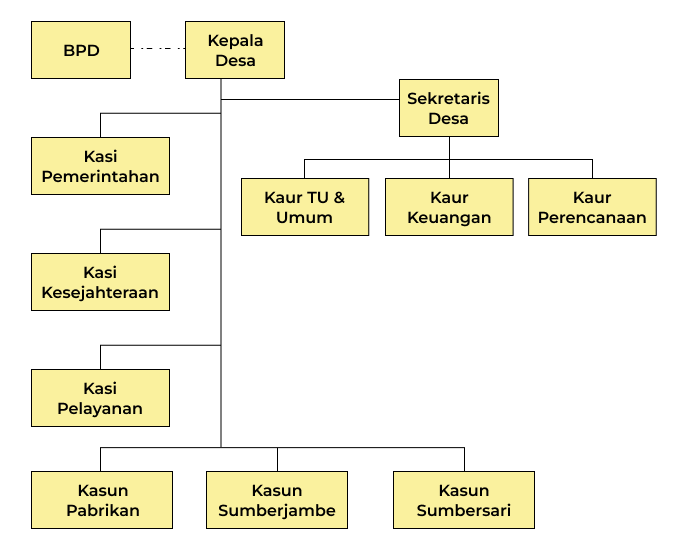 BPD
Kepala
Desa
Sekretaris
Desa
Kasi
Pemerintahan
Kaur TU &
Umum
Kaur
Keuangan
Kaur
Perencanaan
Kasi
Kesejahteraan
Kasi
Pelayanan
Kasun
Pabrikan
Kasun
Sumberjambe
Kasun
Sumbersari